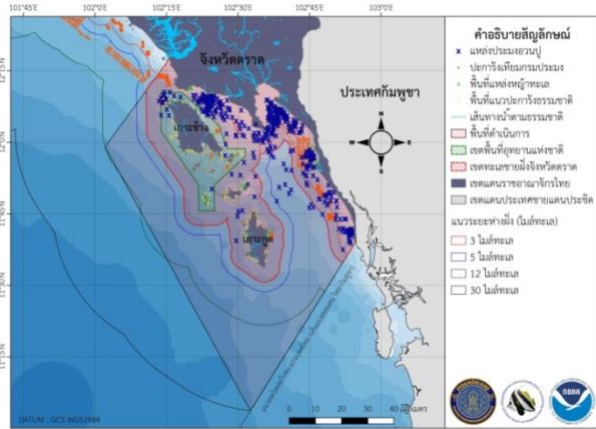 101°45'E 102°0'E 102°15'E 102°30'E 102°45'E 103°0'E
12°15'N
12°0'N
11°45'N
11°30'N
11°15'N
จังหวัดตราด
ประเทศกัมพูชา
เกาะช้าง
เกาะกูด
N
W E
S
คำอธิบายสัญลักษณ์
แหล่งประมงอวนปู
ปะการังเทียมกรมประมง
พื้นที่แหล่งหญ้าทะเล
พื้นที่แนวปะการังธรรมชาติ
เส้นทางน้ำตามธรรมชาติ
พื้นที่ดำเนินการ
เขตพื้นที่อุทยานแห่งชาติ
เขตทะเลชายฝั่งจังหวัดตราด
เขตแดนราชอาณาจักรไทย
เขตแดนประเทศชายแดนประชิด
แนวระยะห่างฝั่ง (ไมล์ทะเล)
3 ไมล์ทะเล
5 ไมล์ทะเล
12 ไมล์ทะเล
30 ไมล์ทะเล
DATUM : GCS WGS1984
0 10 20 30 40
NOAA